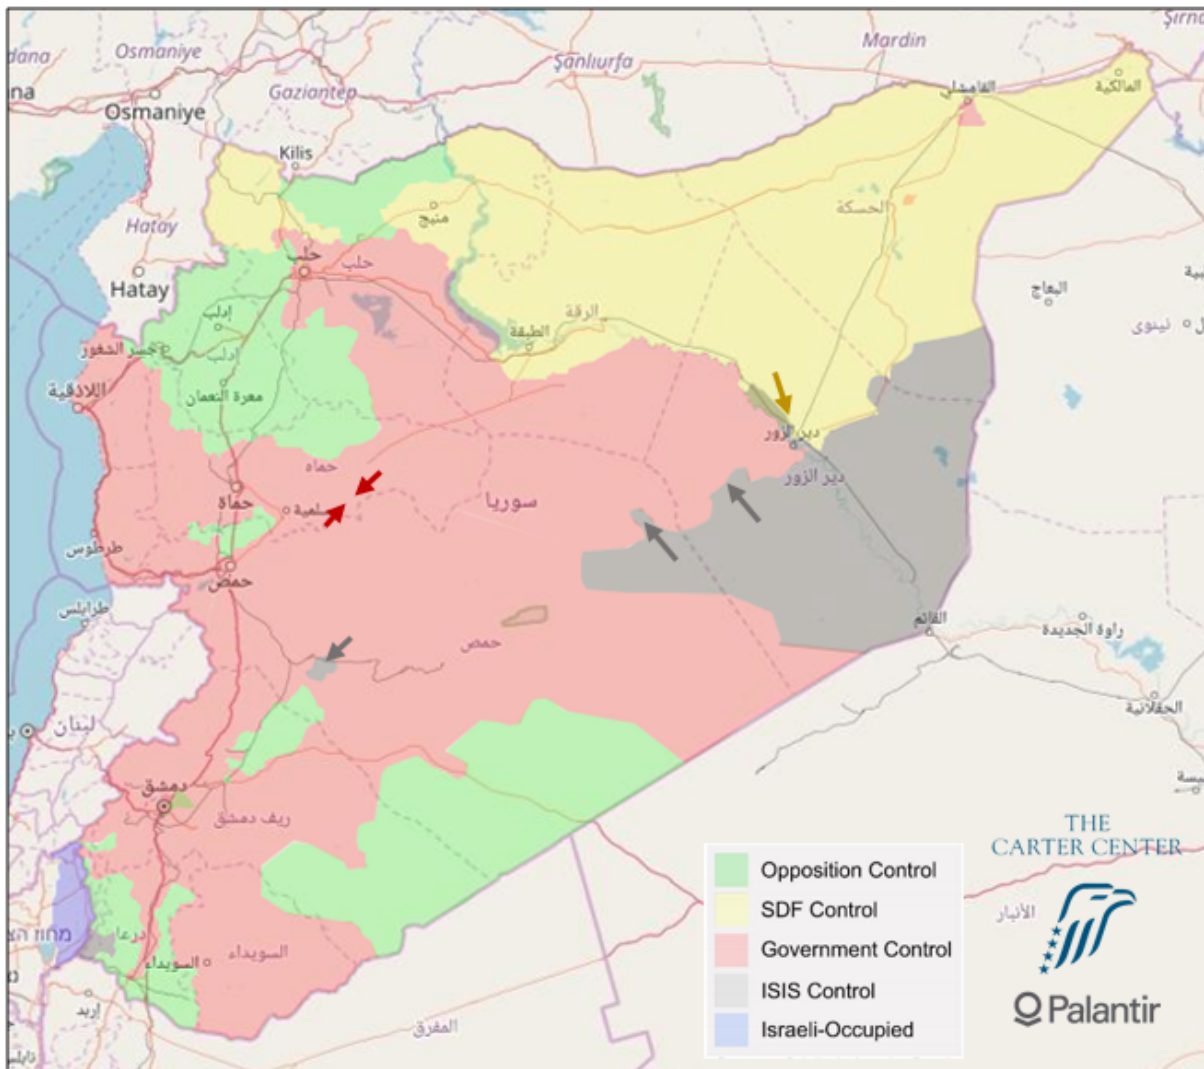 Osmaniye
Gaziantep
Şanlıurfa
Mardin
Osmaniye
Kilis
Hatay
Hatay
القامشلي
المالكية
الحسكة
منبج
حلب
حلب
الرقة
الطبقة
إدلب
إدلب
جسر الشغور
معرة النعمان
اللاذقية
البعاج
نينوى
دير الزور
دير الزور
حماه
حماة
سلمية
سوريا
طرطوس
حمص
حمص
طرابلس
القائم
راوة الجديدة
الحقلانية
لبنان
دمشق
ريف دمشق
درعا
السويداء
السويداء
إربد
المفرق
الأنبار
Opposition Control
SDF Control
Government Control
ISIS Control
Israeli-Occupied
THE
CARTER CENTER
Palantir